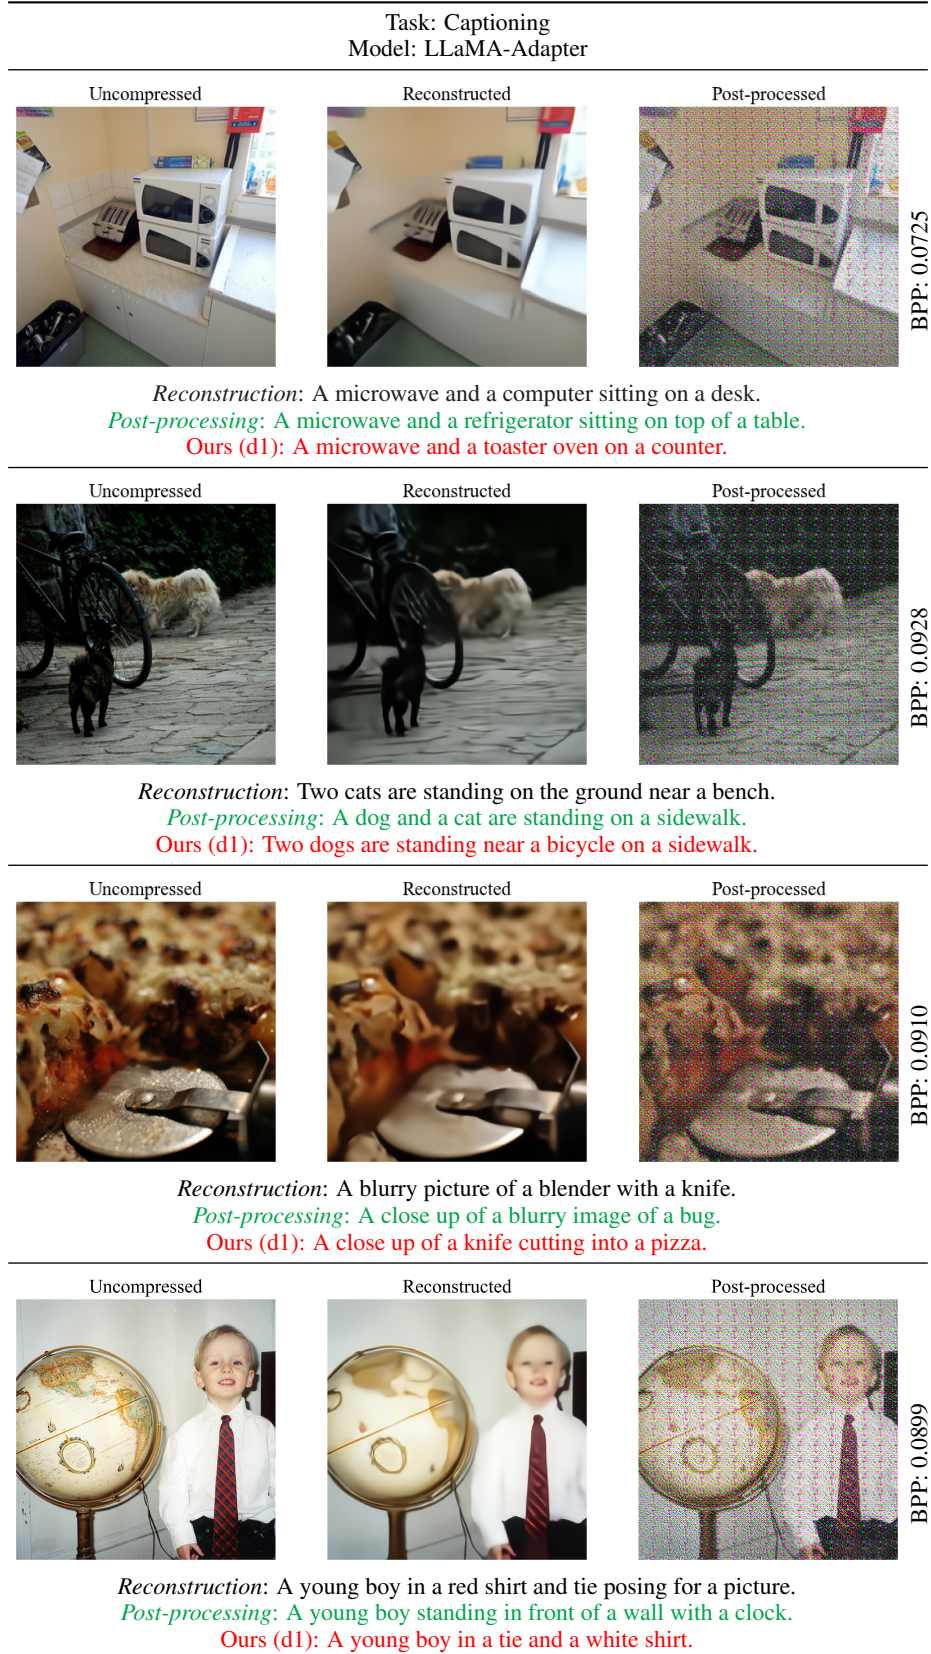 Task: Captioning
Model: LLaMA-Adapter
Uncompressed Reconstructed Post-processed
BPP: 0.0725
Reconstruction: A microwave and a computer sitting on a desk.
Post-processing: A microwave and a refrigerator sitting on top of a table.
Ours (d1): A microwave and a toaster oven on a counter.
Uncompressed Reconstructed Post-processed
BPP: 0.0928
Reconstruction: Two cats are standing on the ground near a bench.
Post-processing: A dog and a cat are standing on a sidewalk.
Ours (d1): Two dogs are standing near a bicycle on a sidewalk.
Uncompressed Reconstructed Post-processed
BPP: 0.0910
Reconstruction: A blurry picture of a blender with a knife.
Post-processing: A close up of a blurry image of a bug.
Ours (d1): A close up of a knife cutting into a pizza.
Uncompressed Reconstructed Post-processed
BPP: 0.0899
Reconstruction: A young boy in a red shirt and tie posing for a picture.
Post-processing: A young boy standing in front of a wall with a clock.
Ours (d1): A young boy in a tie and a white shirt.